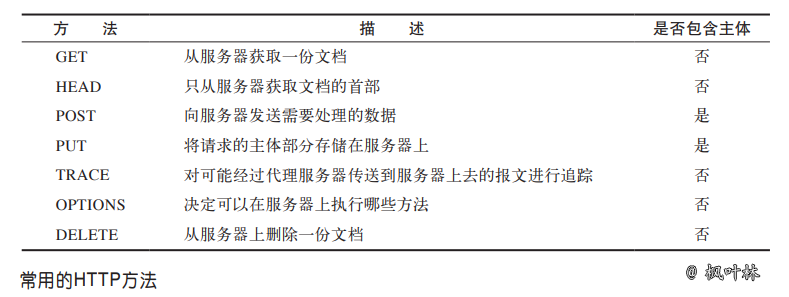 方 法 描 述 是否包含主体
GET 从服务器获取一份文档 否
HEAD 只从服务器获取文档的首部 否
POST 向服务器发送需要处理的数据 是
PUT 将请求的主体部分存储在服务器上 是
TRACE 对可能经过代理服务器传送到服务器上去的报文进行追踪 否
OPTIONS 决定可以在服务器上执行哪些方法 否
DELETE 从服务器上删除一份文档 否
常用的HTTP方法
@ 枫叶林